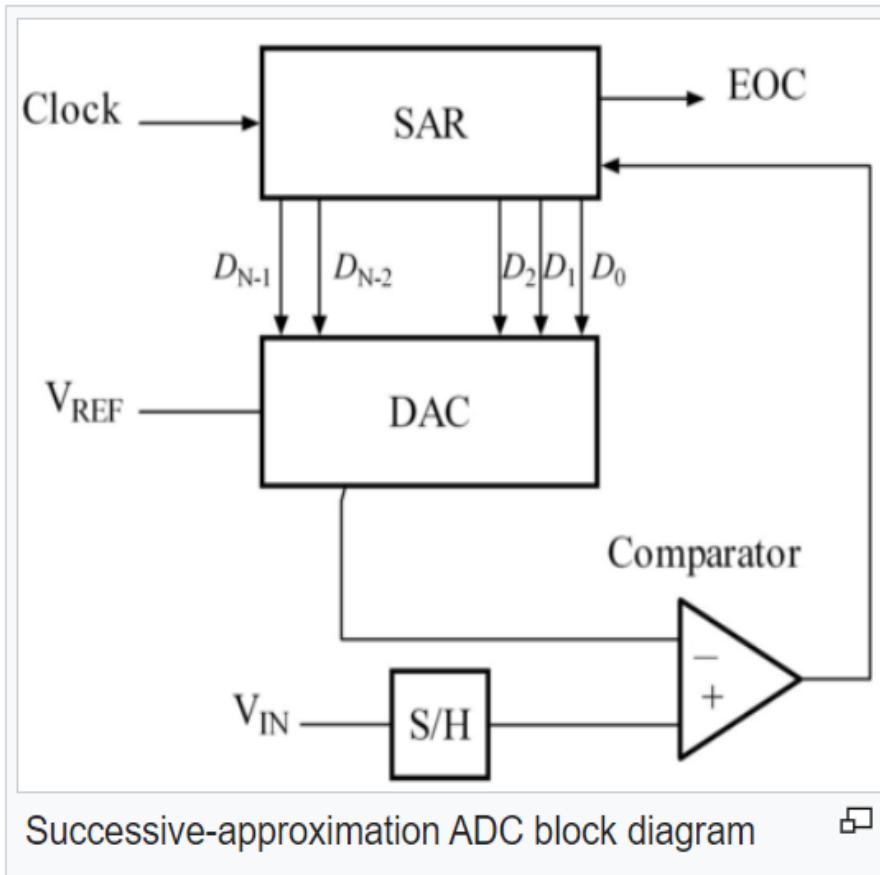 Clock
SAR
EOC
D_N-1
D_N-2
D_2
D_1
D_0
V_REF
DAC
Comparator
−
+
V_IN
S/H
Successive-approximation ADC block diagram